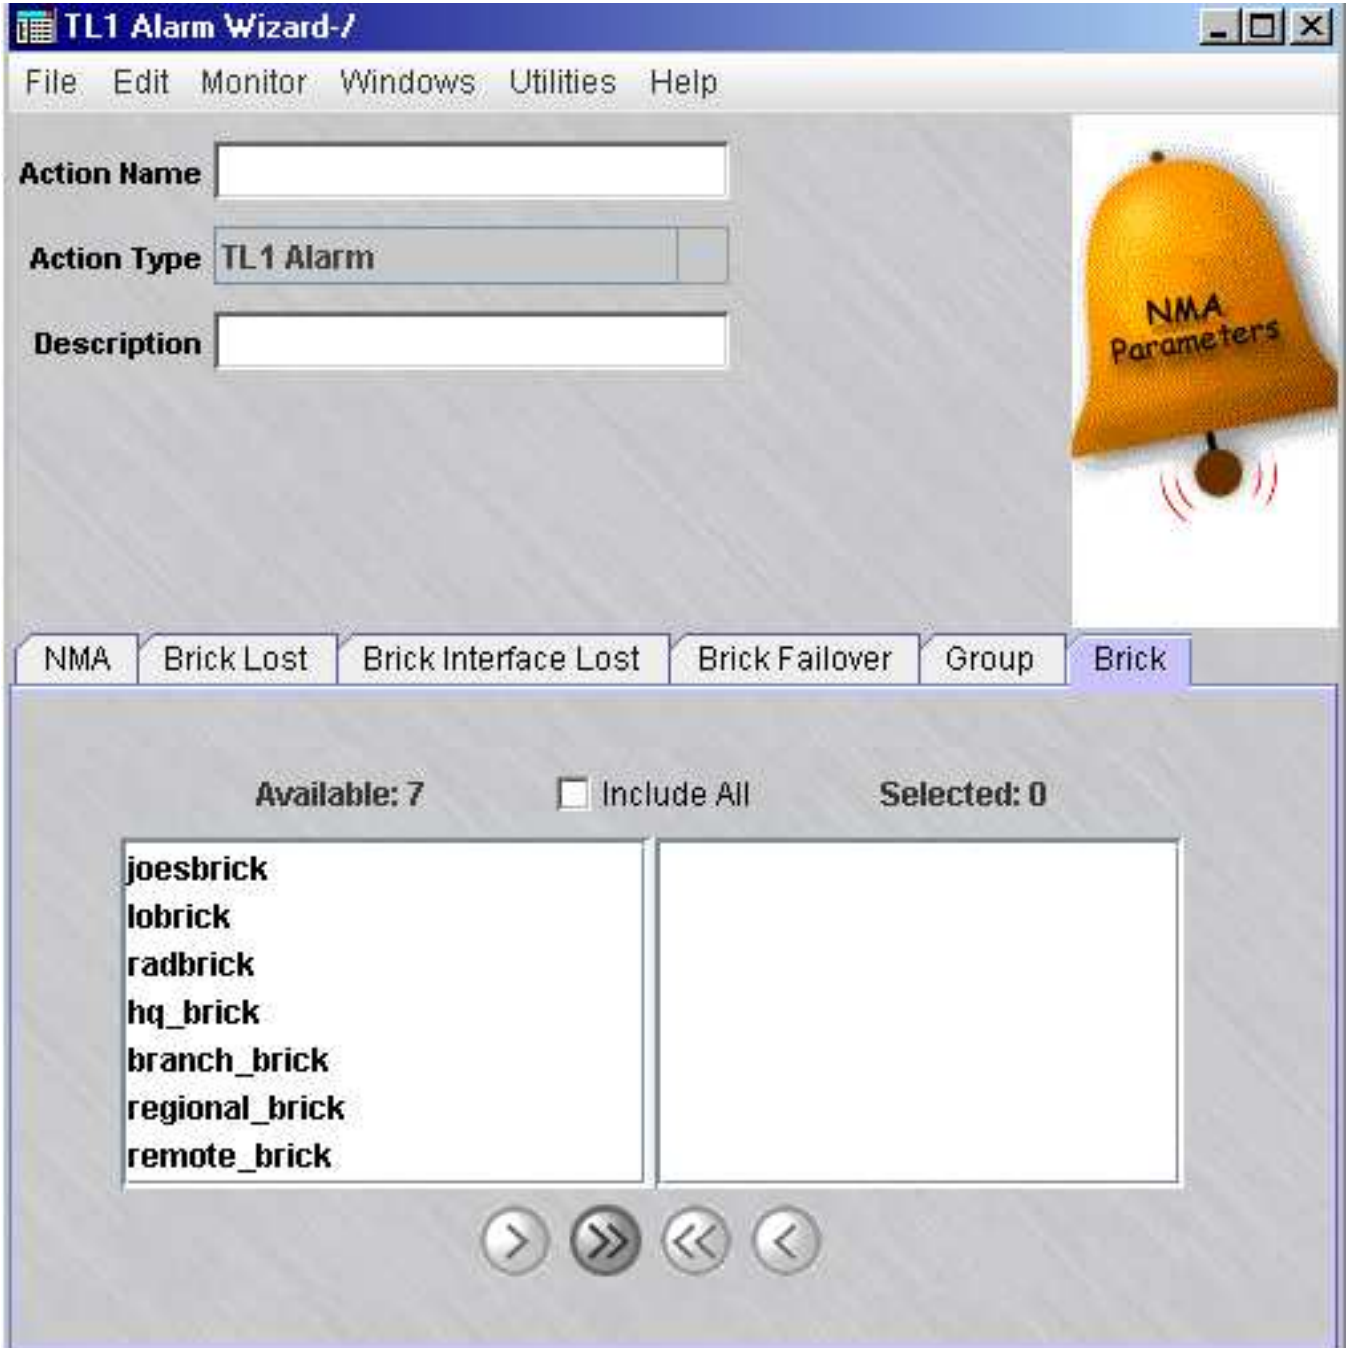 TL1 Alarm Wizard-/
File Edit Monitor Windows Utilities Help
Action Name
Action Type TL1 Alarm
Description
NMA
Parameters
NMA Brick Lost Brick Interface Lost Brick Failover Group Brick
Available: 7 Include All Selected: 0
joesbrick
lobrick
radbrick
hq_brick
branch_brick
regional_brick
remote_brick